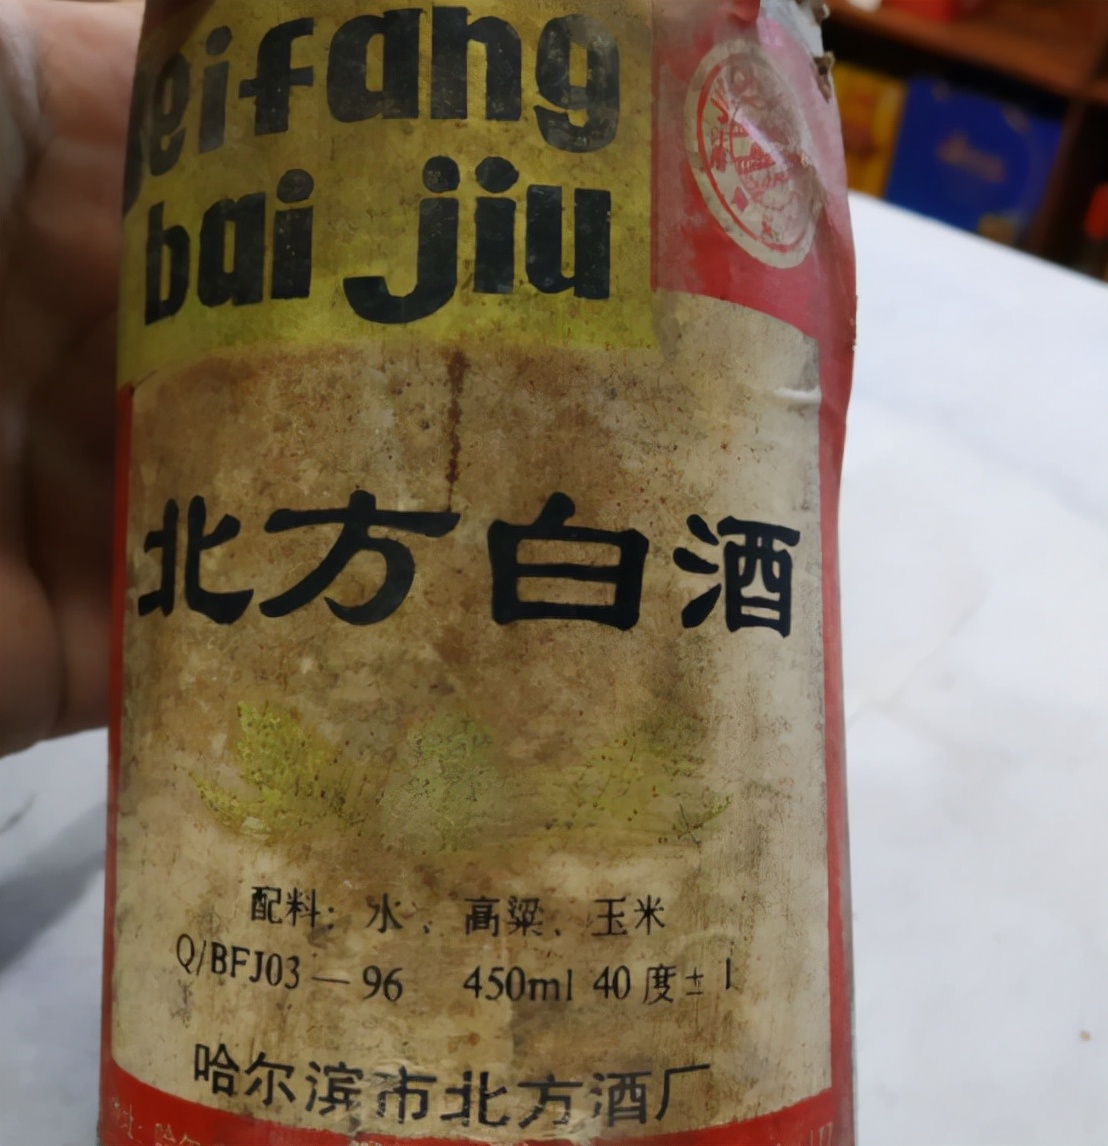 Beifang
bai jiu
北方白酒
配料：水、高粱、玉米
Q/BFJ03—96 450ml 40度±1
哈尔滨市北方酒厂